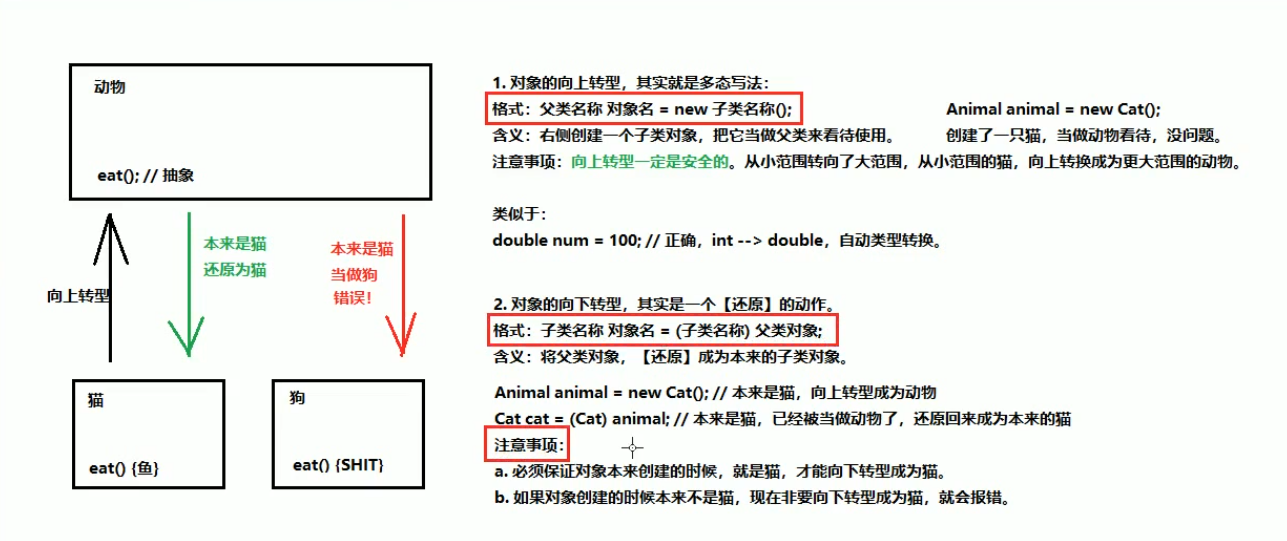 动物
eat(); // 抽象
本来是猫
还原为猫
本来是猫
当做狗
错误！
向上转型
猫
eat() {鱼}
狗
eat() {SHIT}
1. 对象的向上转型，其实就是多态写法：
格式：父类名称 对象名 = new 子类名称();
Animal animal = new Cat();
含义：右侧创建一个子类对象，把它当做父类来看待使用。
创建了一只猫，当做动物看待，没问题。
注意事项：向上转型一定是安全的。从小范围转向了大范围，从小范围的猫，向上转换成为更大范围的动物。
类似于：
double num = 100; // 正确，int --> double，自动类型转换。
2. 对象的向下转型，其实是一个【还原】的动作。
格式：子类名称 对象名 = (子类名称) 父类对象;
含义：将父类对象，【还原】成为本来的子类对象。
Animal animal = new Cat(); // 本来是猫，向上转型成为动物
Cat cat = (Cat) animal; // 本来是猫，已经被当做动物了，还原回来成为本来的猫
注意事项：
a. 必须保证对象本来创建的时候，就是猫，才能向下转型成为猫。
b. 如果对象创建的时候本来不是猫，现在非要向下转型成为猫，就会报错。